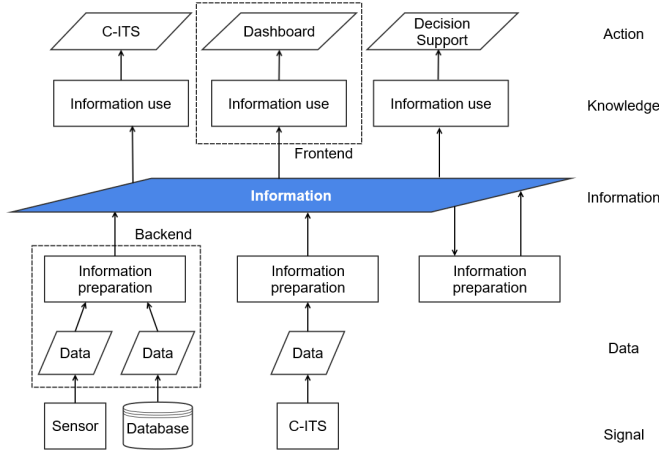 C-ITS
Dashboard
Decision
Support
Action
Information use
Information use
Information use
Knowledge
Frontend
Information
Information
Backend
Information
preparation
Information
preparation
Information
preparation
Data
Data
Data
Data
Sensor
Database
C-ITS
Signal